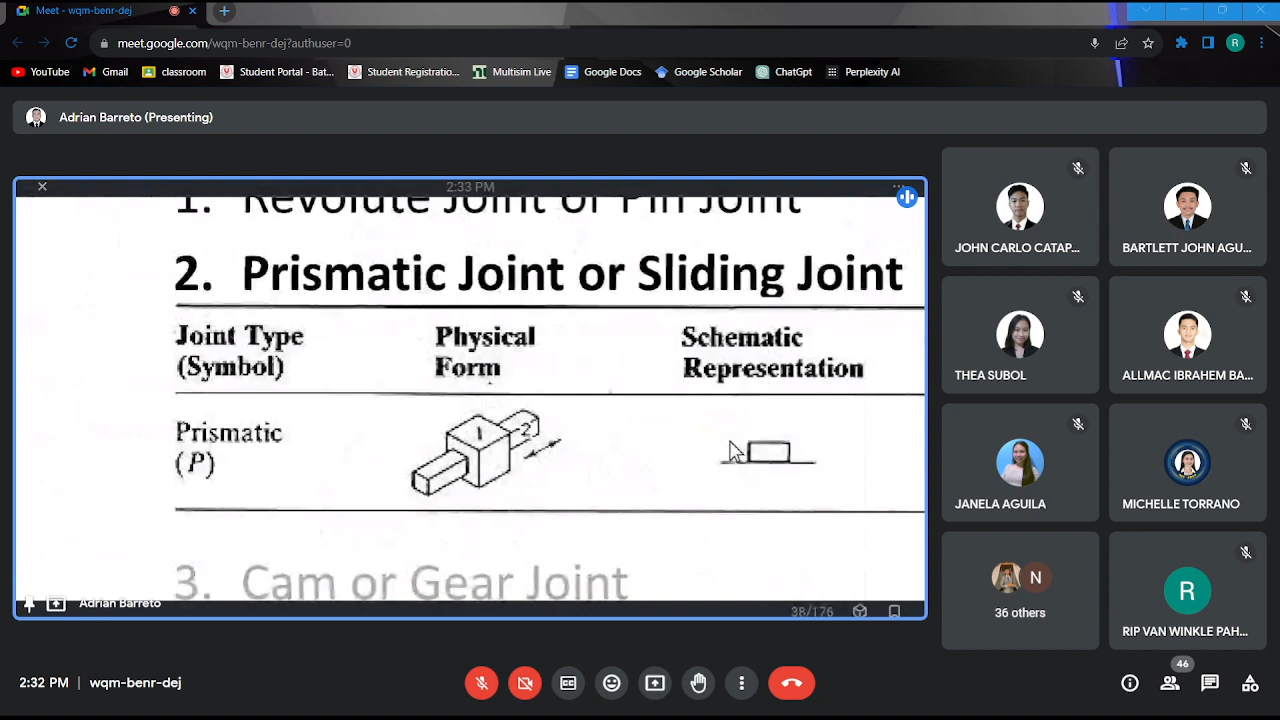 Meet - wqm-benr-dej
meet.google.com/wqm-benr-dej?authuser=0
R
YouTube
Gmail
classroom
Student Portal - Bat...
Student Registratio...
Multisim Live
Google Docs
Google Scholar
ChatGpt
Perplexity AI
Adrian Barreto (Presenting)
2:33 PM
1. Revolute Joint or Pin Joint
2. Prismatic Joint or Sliding Joint
Joint Type
(Symbol)
Physical
Form
Schematic
Representation
Prismatic
(P)
1
2
3. Cam or Gear Joint
Adrian Barreto
38/176
JOHN CARLO CATAP...
BARTLETT JOHN AGU...
THEA SUBOL
ALLMAC IBRAHEM BA...
JANELA AGUILA
MICHELLE TORRANO
N
36 others
R
RIP VAN WINKLE PAH...
2:32 PM | wqm-benr-dej
46